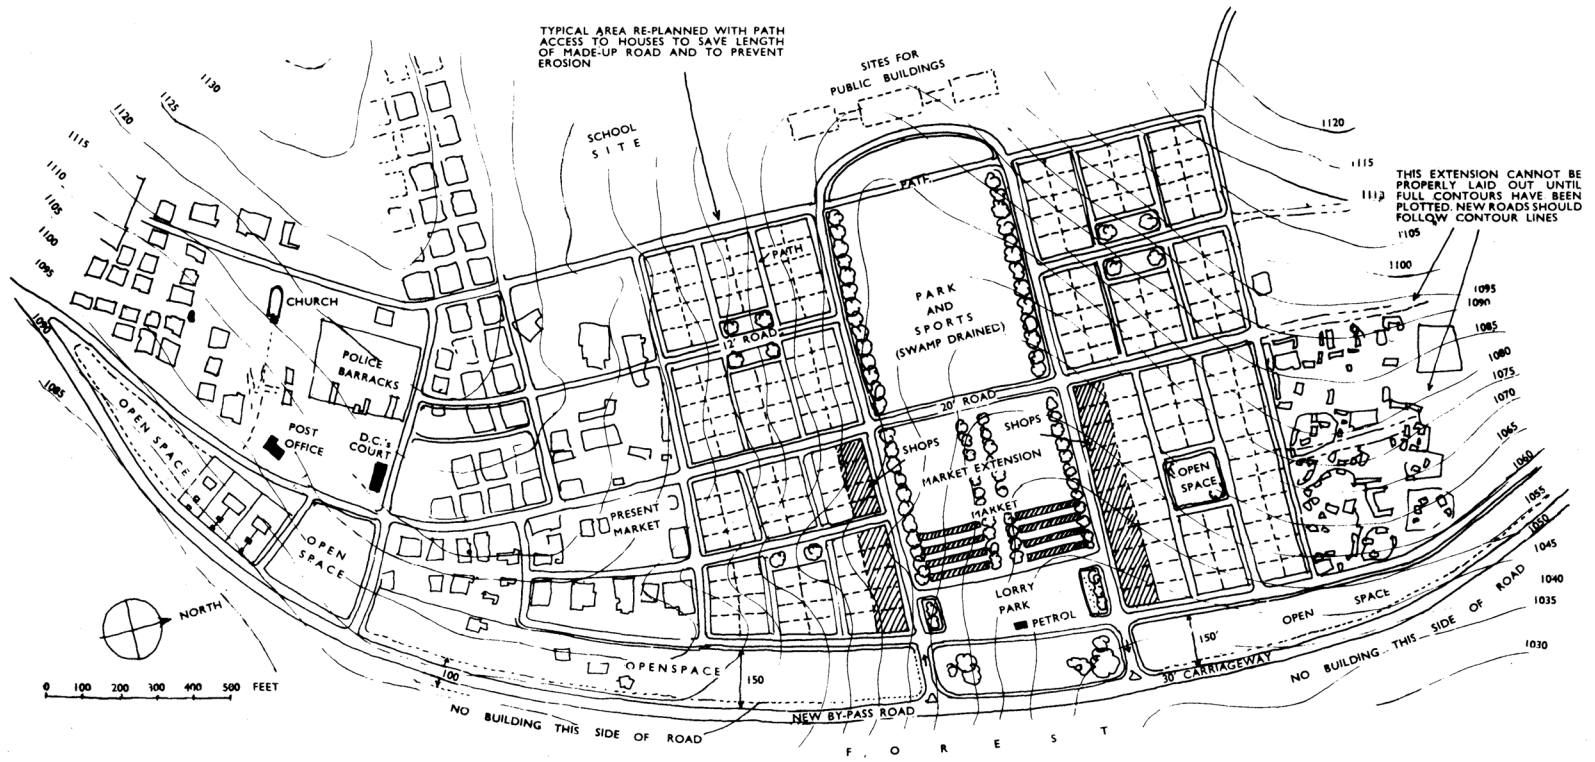 TYPICAL AREA RE-PLANNED WITH PATH
ACCESS TO HOUSES TO SAVE LENGTH
OF MADE-UP ROAD AND TO PREVENT
EROSION
SITES FOR
PUBLIC BUILDINGS
SCHOOL
SITE
1130
1125
1120
1115
1110
1105
1100
1095
1090
1085
1120
1115
1110
THIS EXTENSION CANNOT BE
PROPERLY LAID OUT UNTIL
FULL CONTOURS HAVE BEEN
PLOTTED. NEW ROADS SHOULD
FOLLOW CONTOUR LINES
1105
1100
1095
1090
1085
1080
1075
1070
1065
1060
1055
1050
1045
1040
1035
1030
PATH
PATH
CHURCH
PARK
AND
SPORTS
(SWAMP DRAINED)
12' ROAD
POLICE
BARRACKS
20' ROAD
OPEN SPACE
POST
OFFICE
D.C.'s
COURT
SHOPS
SHOPS
MARKET EXTENSION
MARKET
OPEN
SPACE
PRESENT
MARKET
OPEN
SPACE
LORRY
PARK
PETROL
NORTH
OPEN SPACE
150'
OPEN SPACE
100
150
30' CARRIAGEWAY
NO BUILDING THIS SIDE OF ROAD
0 100 200 300 400 500 FEET
NEW BY-PASS ROAD
NO BUILDING THIS SIDE OF ROAD
FOREST